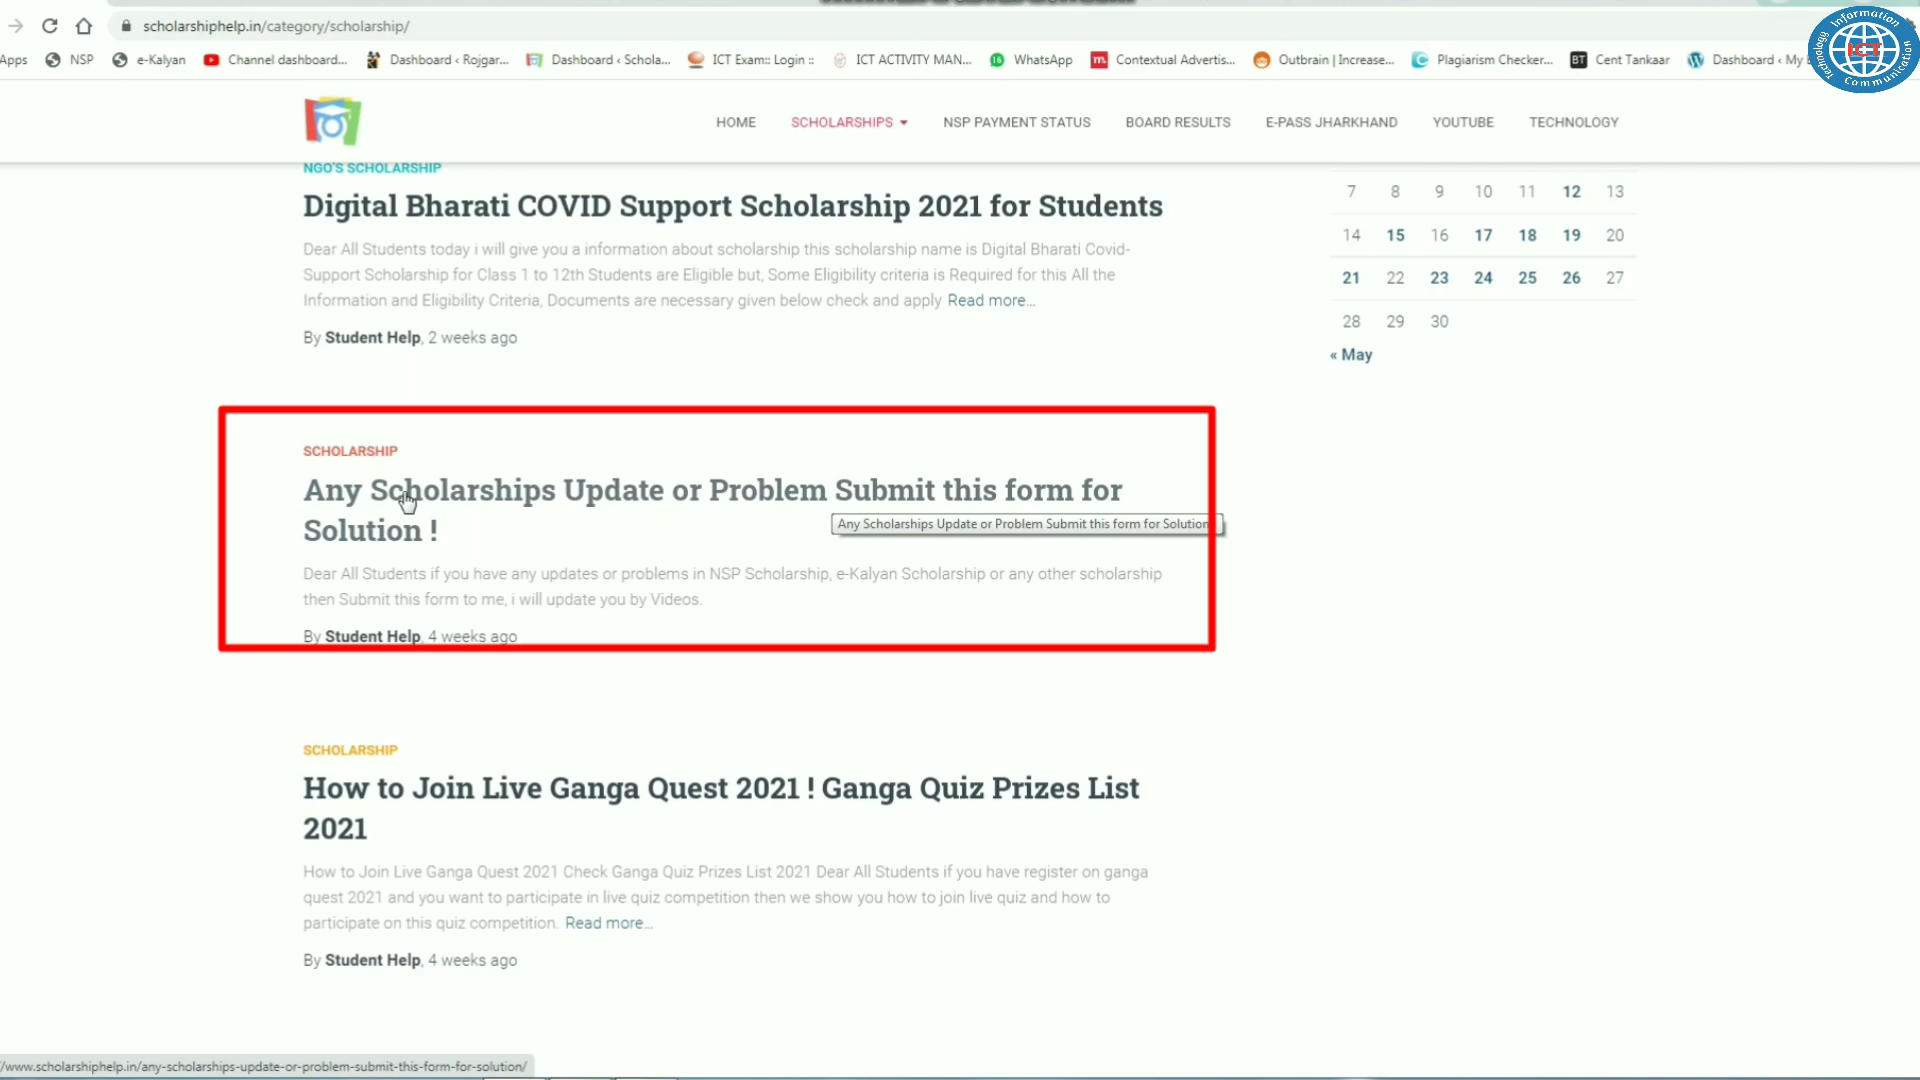 scholarshiphelp.in/category/scholarship/
Apps NSP e-Kalyan Channel dashboard... Dashboard ‹ Rojgar... Dashboard ‹ Schola... ICT Exam:: Login :: ICT ACTIVITY MAN... WhatsApp Contextual Advertis... Outbrain | Increase... Plagiarism Checker... Cent Tankaar Dashboard ‹ My
Information
Communication
Technology
ICT
HOME SCHOLARSHIPS NSP PAYMENT STATUS BOARD RESULTS E-PASS JHARKHAND YOUTUBE TECHNOLOGY
NGO'S SCHOLARSHIP
Digital Bharati COVID Support Scholarship 2021 for Students
Dear All Students today i will give you a information about scholarship this scholarship name is Digital Bharati Covid-
Support Scholarship for Class 1 to 12th Students are Eligible but, Some Eligibility criteria is Required for this All the
Information and Eligibility Criteria, Documents are necessary given below check and apply Read more...
By Student Help, 2 weeks ago
7 8 9 10 11 12 13
14 15 16 17 18 19 20
21 22 23 24 25 26 27
28 29 30
« May
SCHOLARSHIP
Any Scholarships Update or Problem Submit this form for
Solution !
Any Scholarships Update or Problem Submit this form for Solution
Dear All Students if you have any updates or problems in NSP Scholarship, e-Kalyan Scholarship or any other scholarship
then Submit this form to me, i will update you by Videos.
By Student Help, 4 weeks ago
SCHOLARSHIP
How to Join Live Ganga Quest 2021 ! Ganga Quiz Prizes List
2021
How to Join Live Ganga Quest 2021 Check Ganga Quiz Prizes List 2021 Dear All Students if you have register on ganga
quest 2021 and you want to participate in live quiz competition then we show you how to join live quiz and how to
participate on this quiz competition. Read more...
By Student Help, 4 weeks ago
/www.scholarshiphelp.in/any-scholarships-update-or-problem-submit-this-form-for-solution/